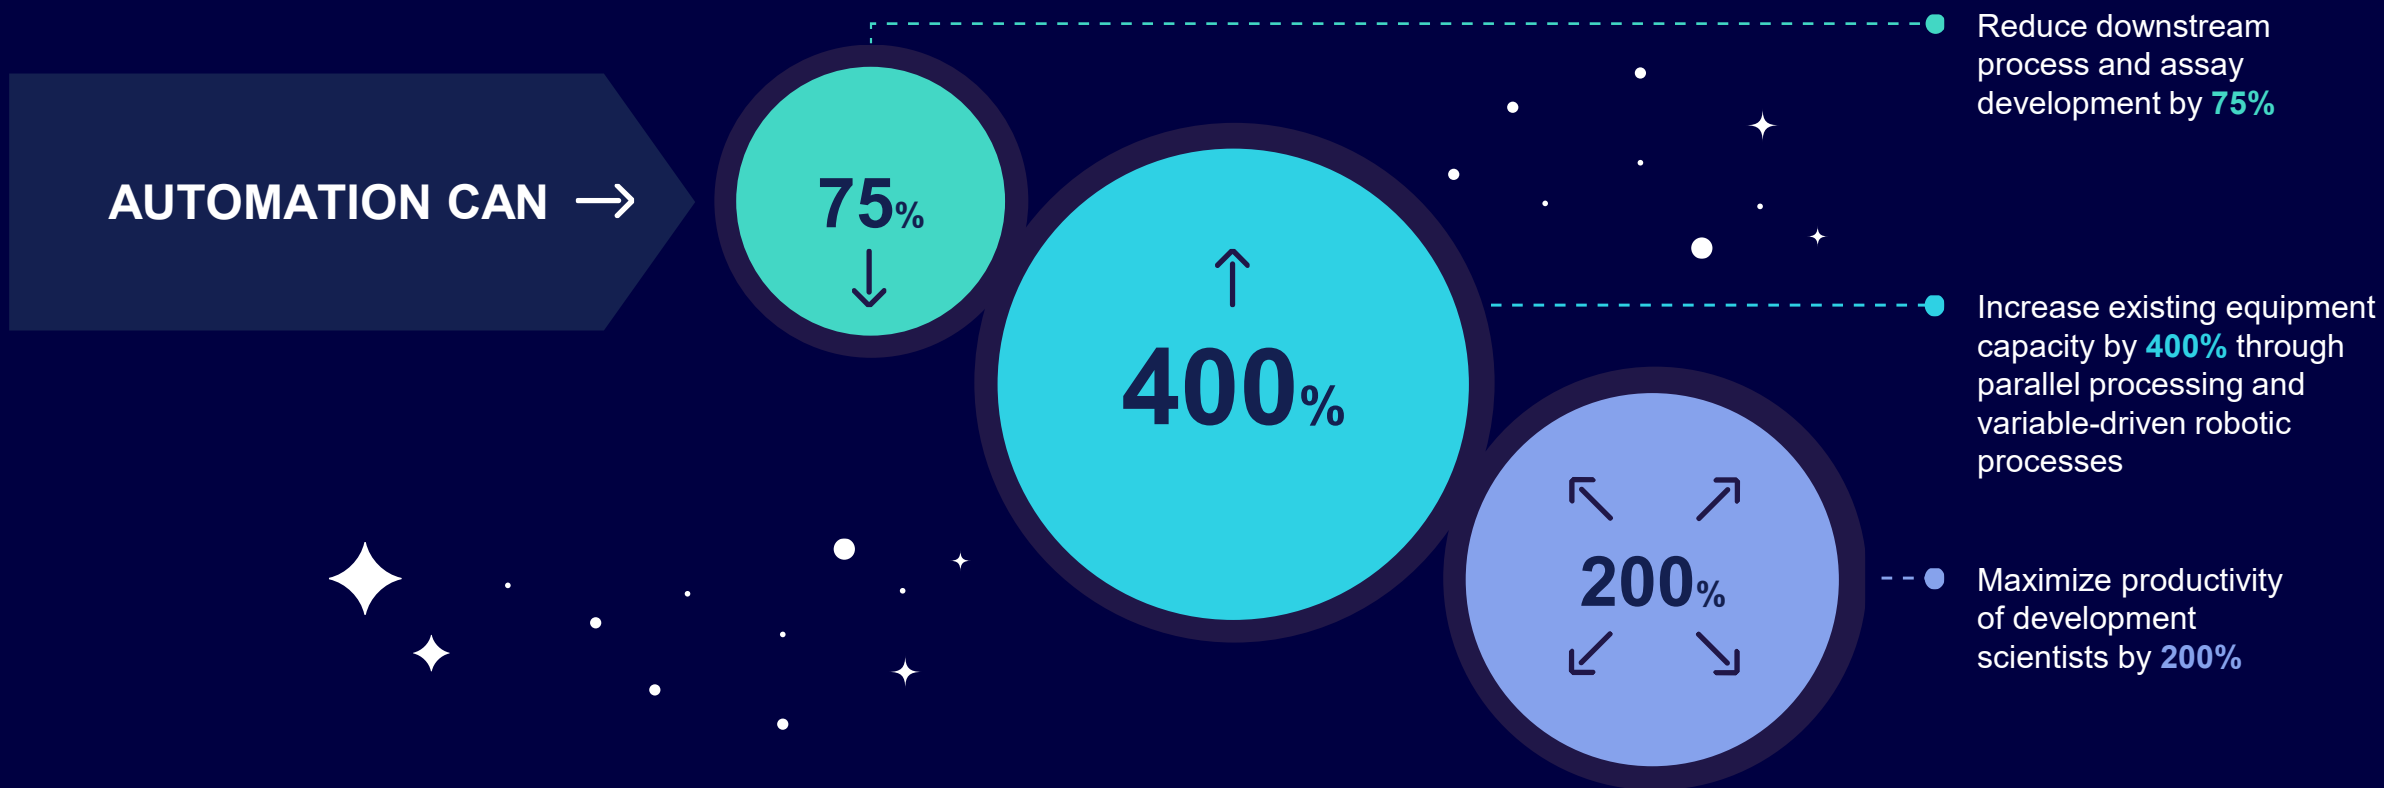 AUTOMATION CAN
75%
400%
200%
Reduce downstream
process and assay
development by 75%
Increase existing equipment
capacity by 400% through
parallel processing and
variable-driven robotic
processes
Maximize productivity
of development
scientists by 200%